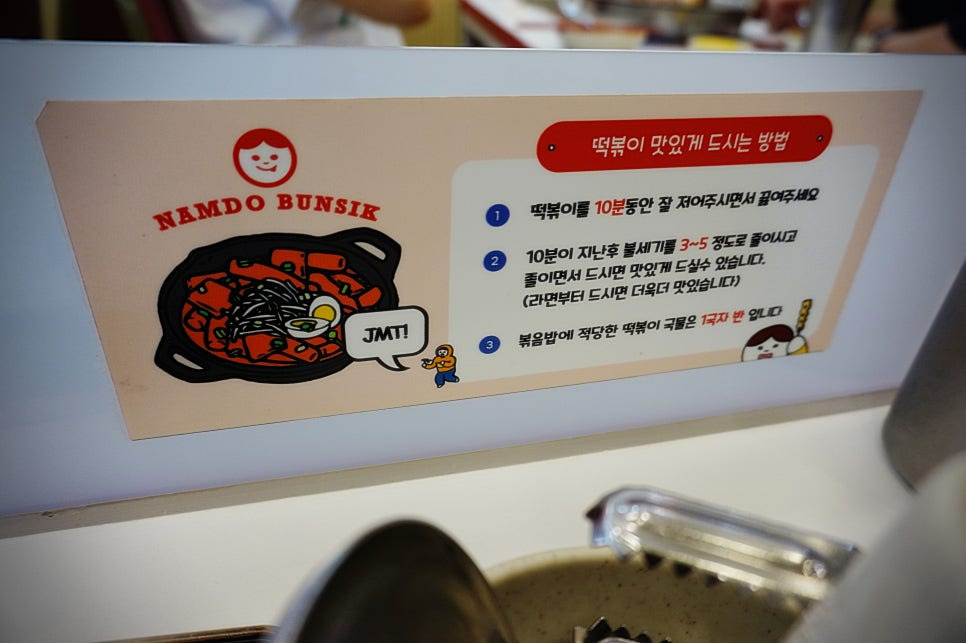 NAMDO BUNSIK
JMT!
떡볶이 맛있게 드시는 방법
1 떡볶이를 10분동안 잘 저어주시면서 끓여주세요
2 10분이 지난후 불세기를 3~5 정도로 줄이시고
졸이면서 드시면 맛있게 드실수 있습니다.
(라면부터 드시면 더욱더 맛있습니다)
3 볶음밥에 적당한 떡볶이 국물은 1국자 반 입니다